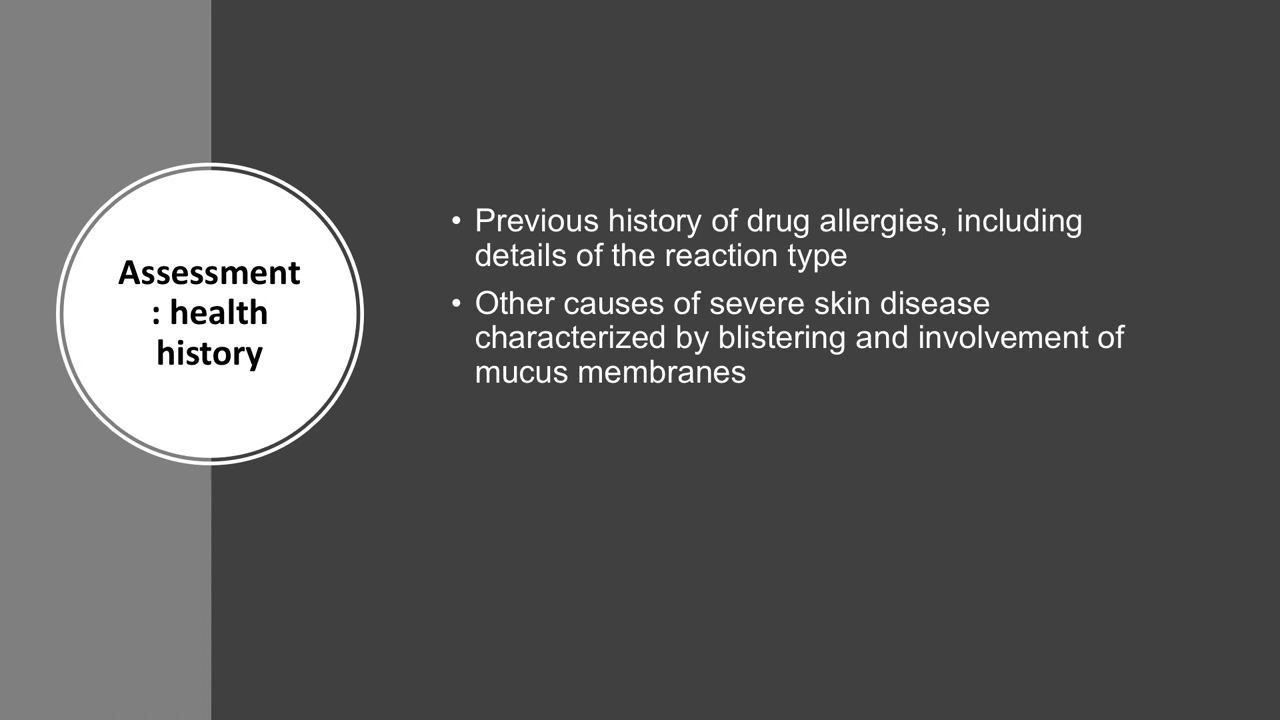 Assessment
: health
history
• Previous history of drug allergies, including
details of the reaction type
• Other causes of severe skin disease
characterized by blistering and involvement of
mucus membranes